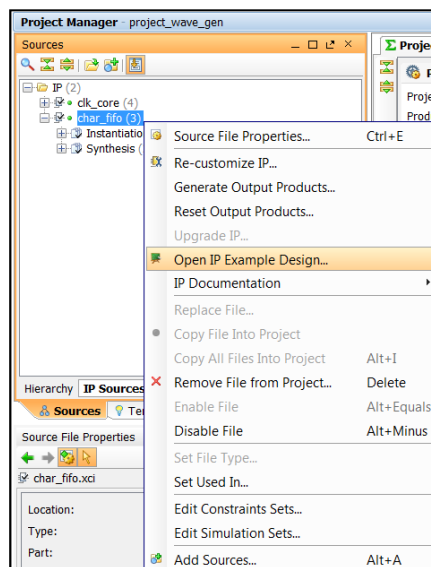 Project Manager - project_wave_gen
Sources
Σ Proje
IP (2)
clk_core (4)
char_fifo (3)
Instantiatio
Synthesis (
Proje
Prod
Source File Properties... Ctrl+E
Re-customize IP...
Generate Output Products...
Reset Output Products...
Upgrade IP...
Open IP Example Design...
IP Documentation
Replace File...
Copy File Into Project
Copy All Files Into Project Alt+I
Remove File from Project... Delete
Enable File Alt+Equals
Disable File Alt+Minus
Set File Type...
Set Used In...
Edit Constraints Sets...
Edit Simulation Sets...
Add Sources... Alt+A
Hierarchy IP Sources
Sources Te
Source File Properties
char_fifo.xci
Location:
Type:
Part: